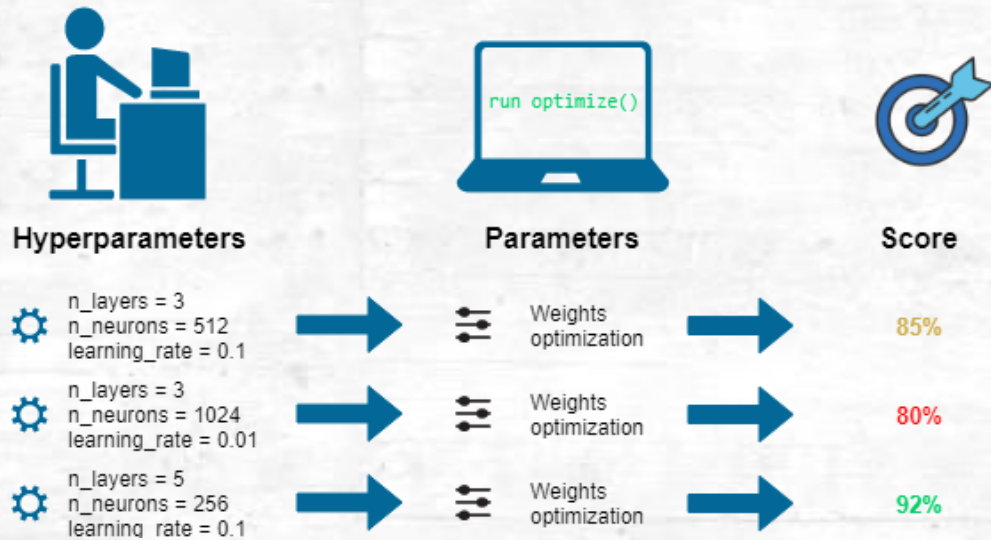 run optimize()
Hyperparameters
Parameters
Score
n_layers = 3
n_neurons = 512
learning_rate = 0.1
Weights
optimization
85%
n_layers = 3
n_neurons = 1024
learning_rate = 0.01
Weights
optimization
80%
n_layers = 5
n_neurons = 256
learning_rate = 0.1
Weights
optimization
92%